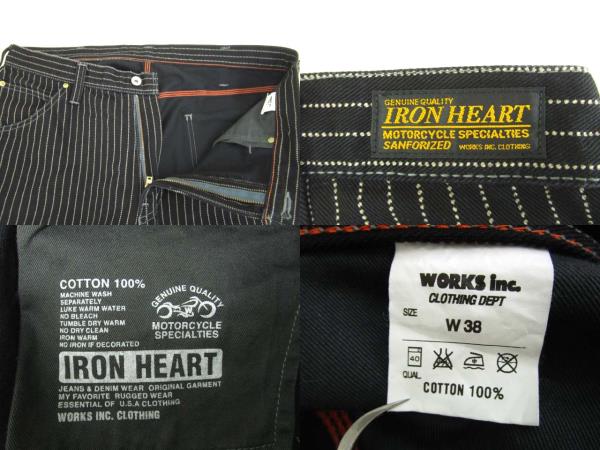 GENUINE QUALITY
IRON HEART
MOTORCYCLE SPECIALTIES
SANFORIZED WORKS INC. CLOTHING
COTTON 100%
MACHINE WASH
SEPARATELY
LUKE WARM WATER
NO BLEACH
TUMBLE DRY WARM
NO DRY CLEAN
IRON WARM
NO IRON IF DECORATED
GENUINE QUALITY
MOTORCYCLE
SPECIALTIES
IRON HEART
JEANS & DENIM WEAR ORIGINAL GARMENT
MY FAVORITE RUGGED WEAR
ESSENTIAL OF U.S.A CLOTHING
WORKS INC. CLOTHING
WORKS inc.
CLOTHING DEPT
SIZE
W 38
40
QUAL
COTTON 100%